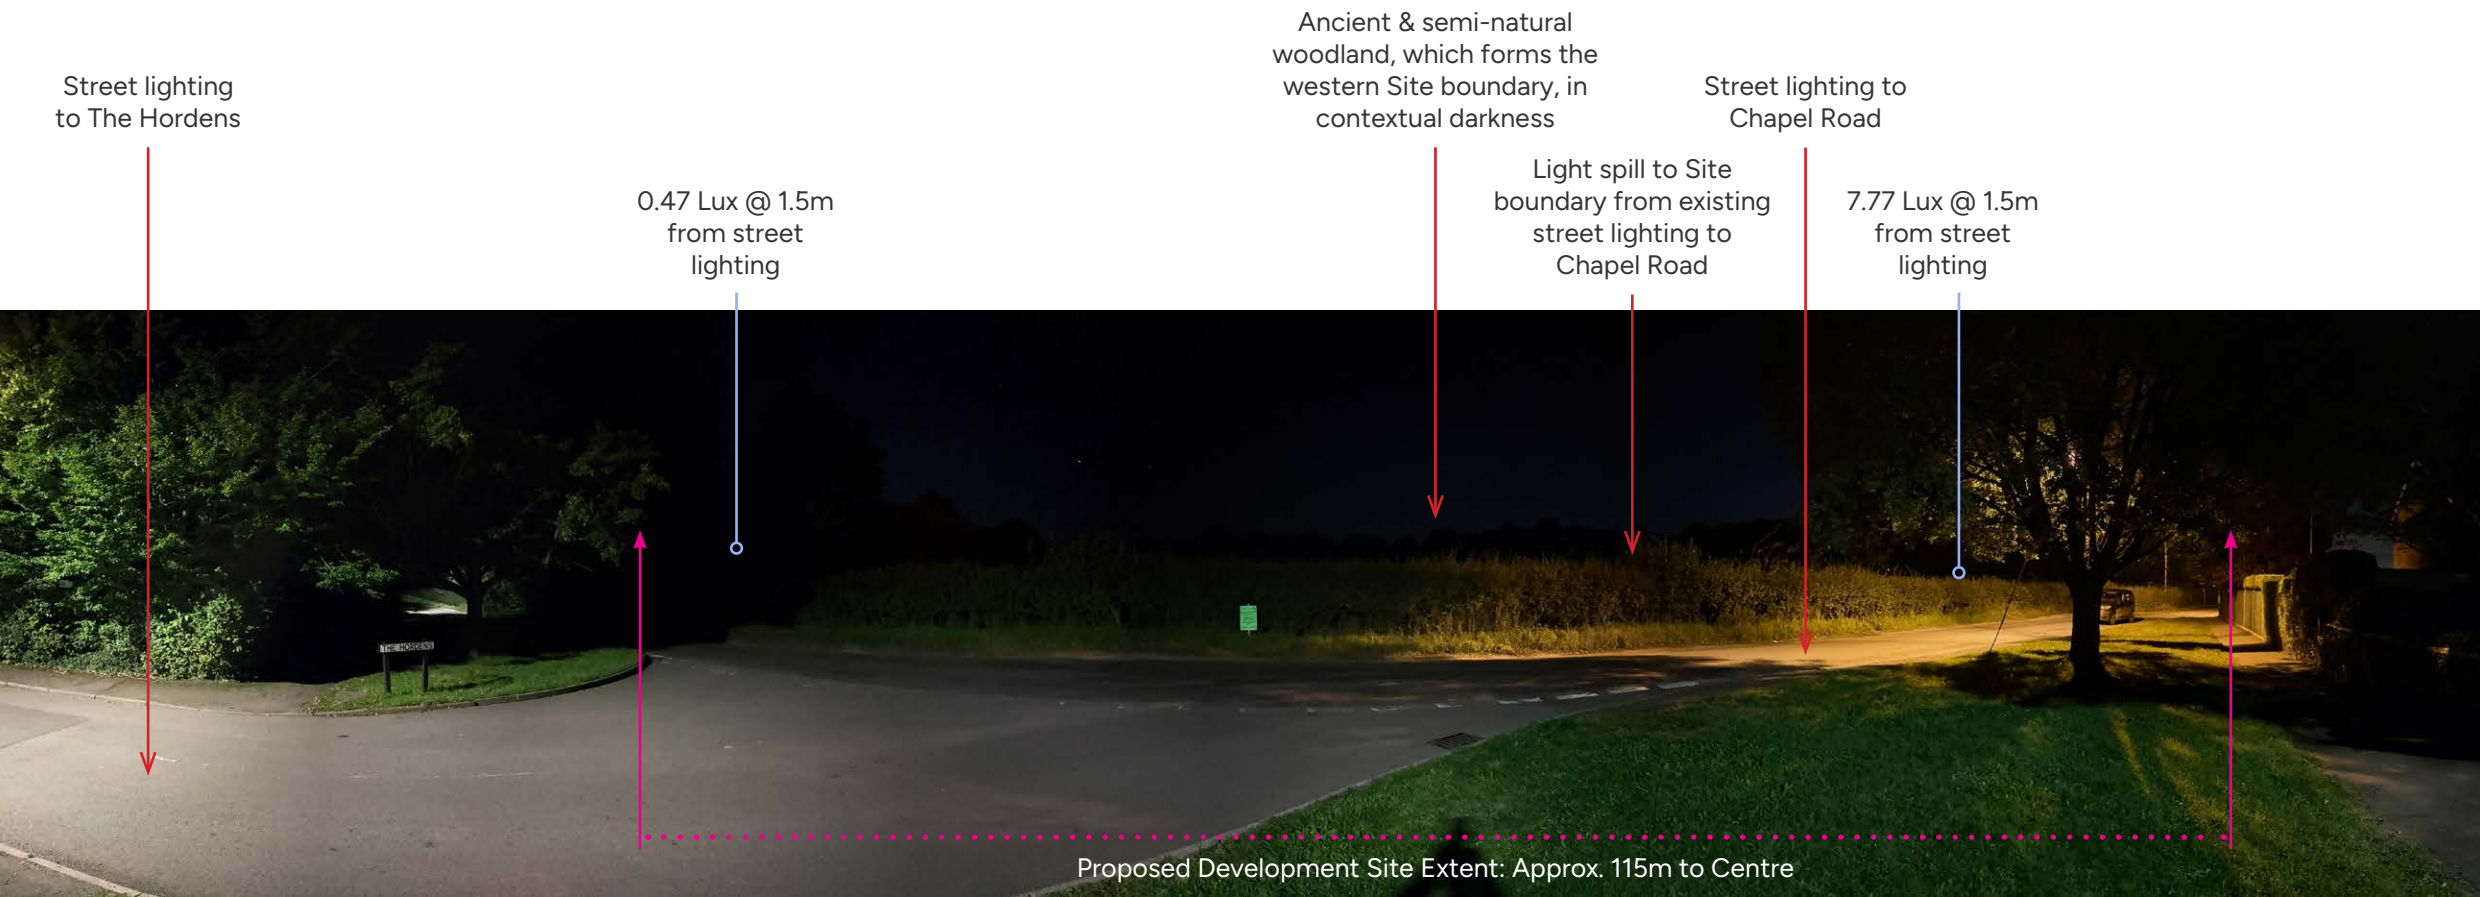 Street lighting
to The Hordens
0.47 Lux @ 1.5m
from street
lighting
Ancient & semi-natural
woodland, which forms the
western Site boundary, in
contextual darkness
Light spill to Site
boundary from existing
street lighting to
Chapel Road
Street lighting to
Chapel Road
7.77 Lux @ 1.5m
from street
lighting
THE HORDENS
Proposed Development Site Extent: Approx. 115m to Centre